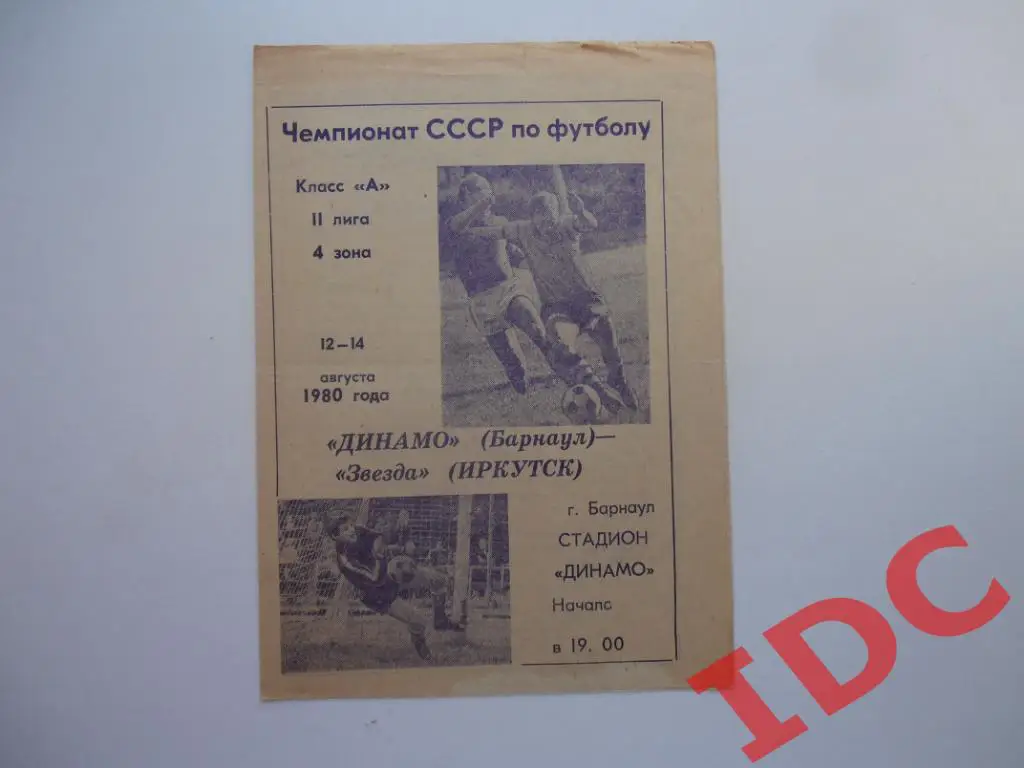 Чемпионат СССР по футболу
Класс «А»
II лига
4 зона
12—14
августа
1980 года
«ДИНАМО» (Барнаул)—
«Звезда» (ИРКУТСК)
г. Барнаул
СТАДИОН
«ДИНАМО»
Начало
в 19. 00
IDC